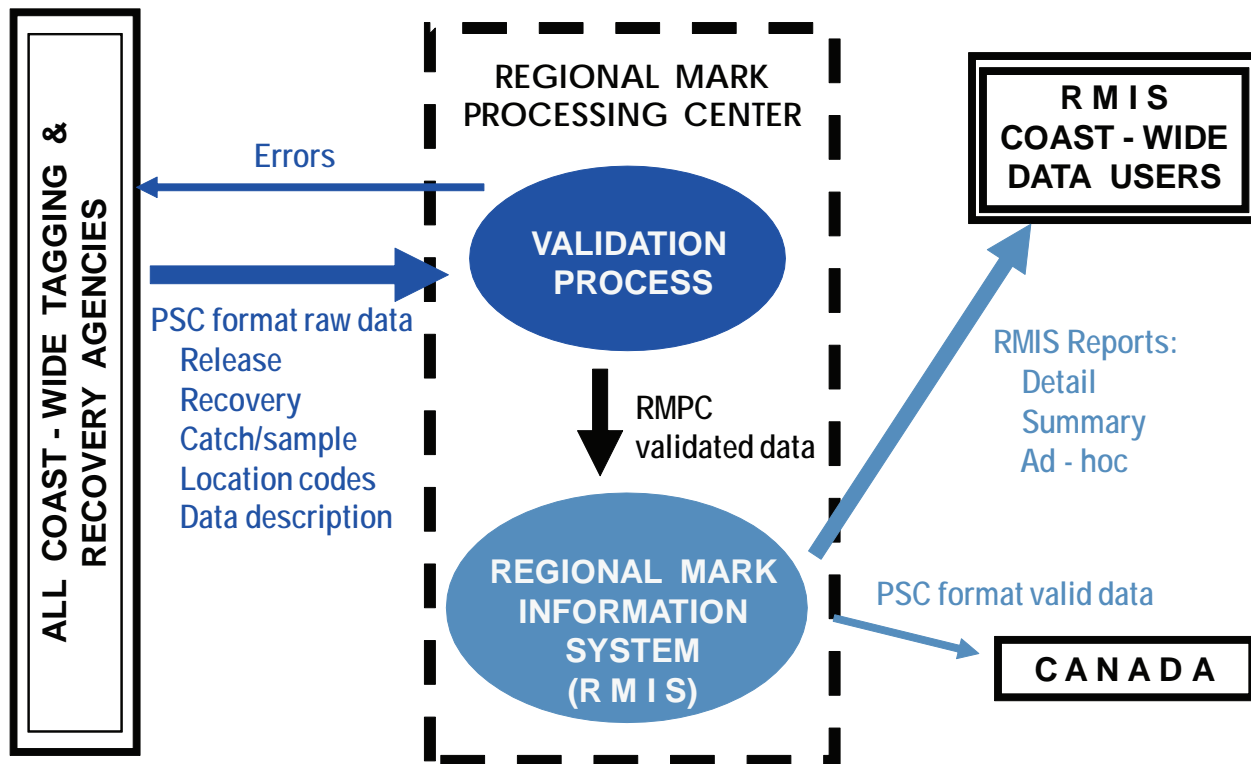 ALL COAST - WIDE TAGGING &
RECOVERY AGENCIES
Errors
PSC format raw data
Release
Recovery
Catch/sample
Location codes
Data description
REGIONAL MARK
PROCESSING CENTER
VALIDATION
PROCESS
RMPC
validated data
REGIONAL MARK
INFORMATION
SYSTEM
(R M I S)
R M I S
COAST - WIDE
DATA USERS
RMIS Reports:
Detail
Summary
Ad - hoc
PSC format valid data
C A N A D A